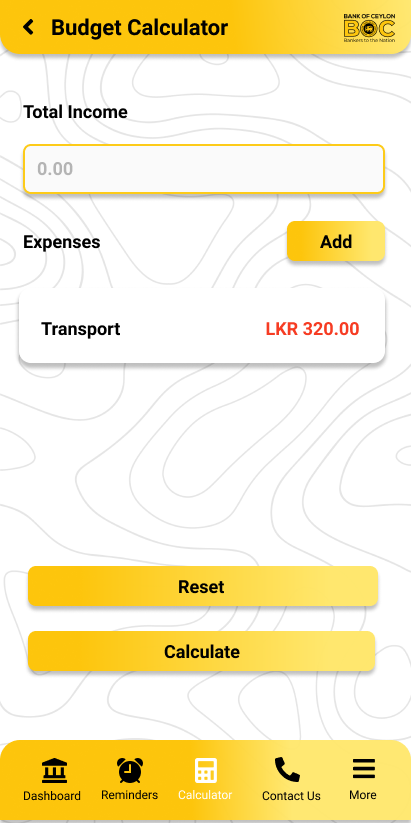 Budget Calculator
BANK OF CEYLON
BOC
Bankers to the Nation
Total Income
0.00
Expenses
Add
Transport LKR 320.00
Reset
Calculate
Dashboard Reminders Calculator Contact Us More